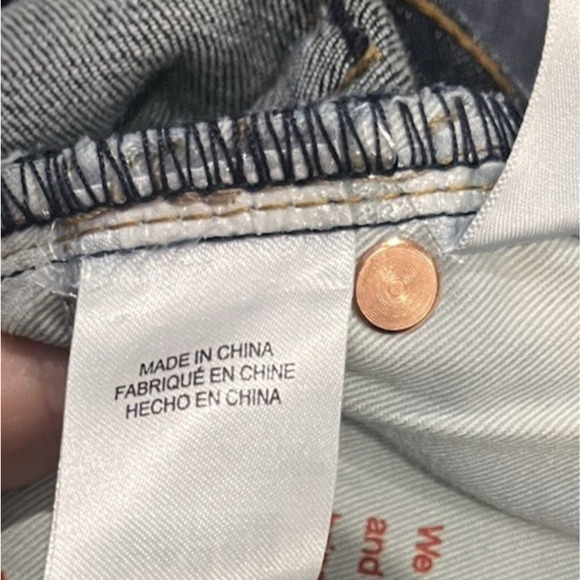 MADE IN CHINA
FABRIQUÉ EN CHINE
HECHO EN CHINA
We
and